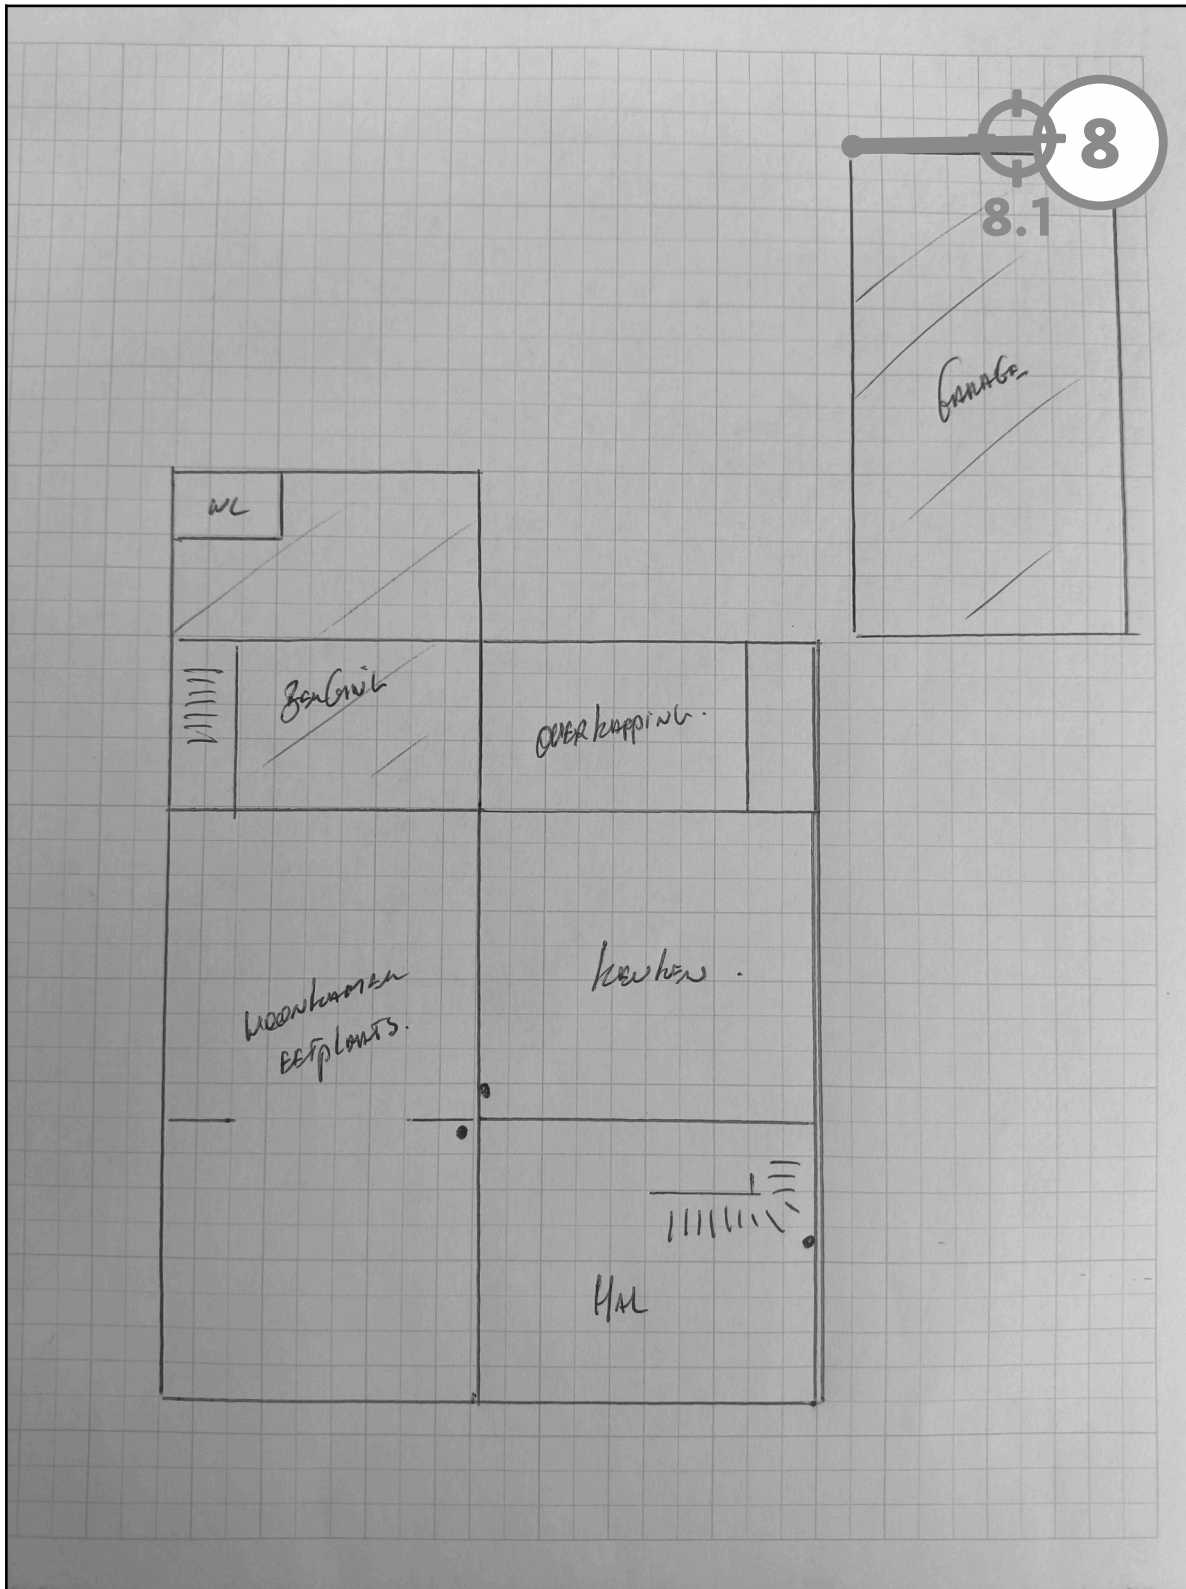 8
8.1
GARAGE
WC
BERGING
OVERKAPPING.
KEUKEN.
WOONKAMER
EETPLAATS.
HAL